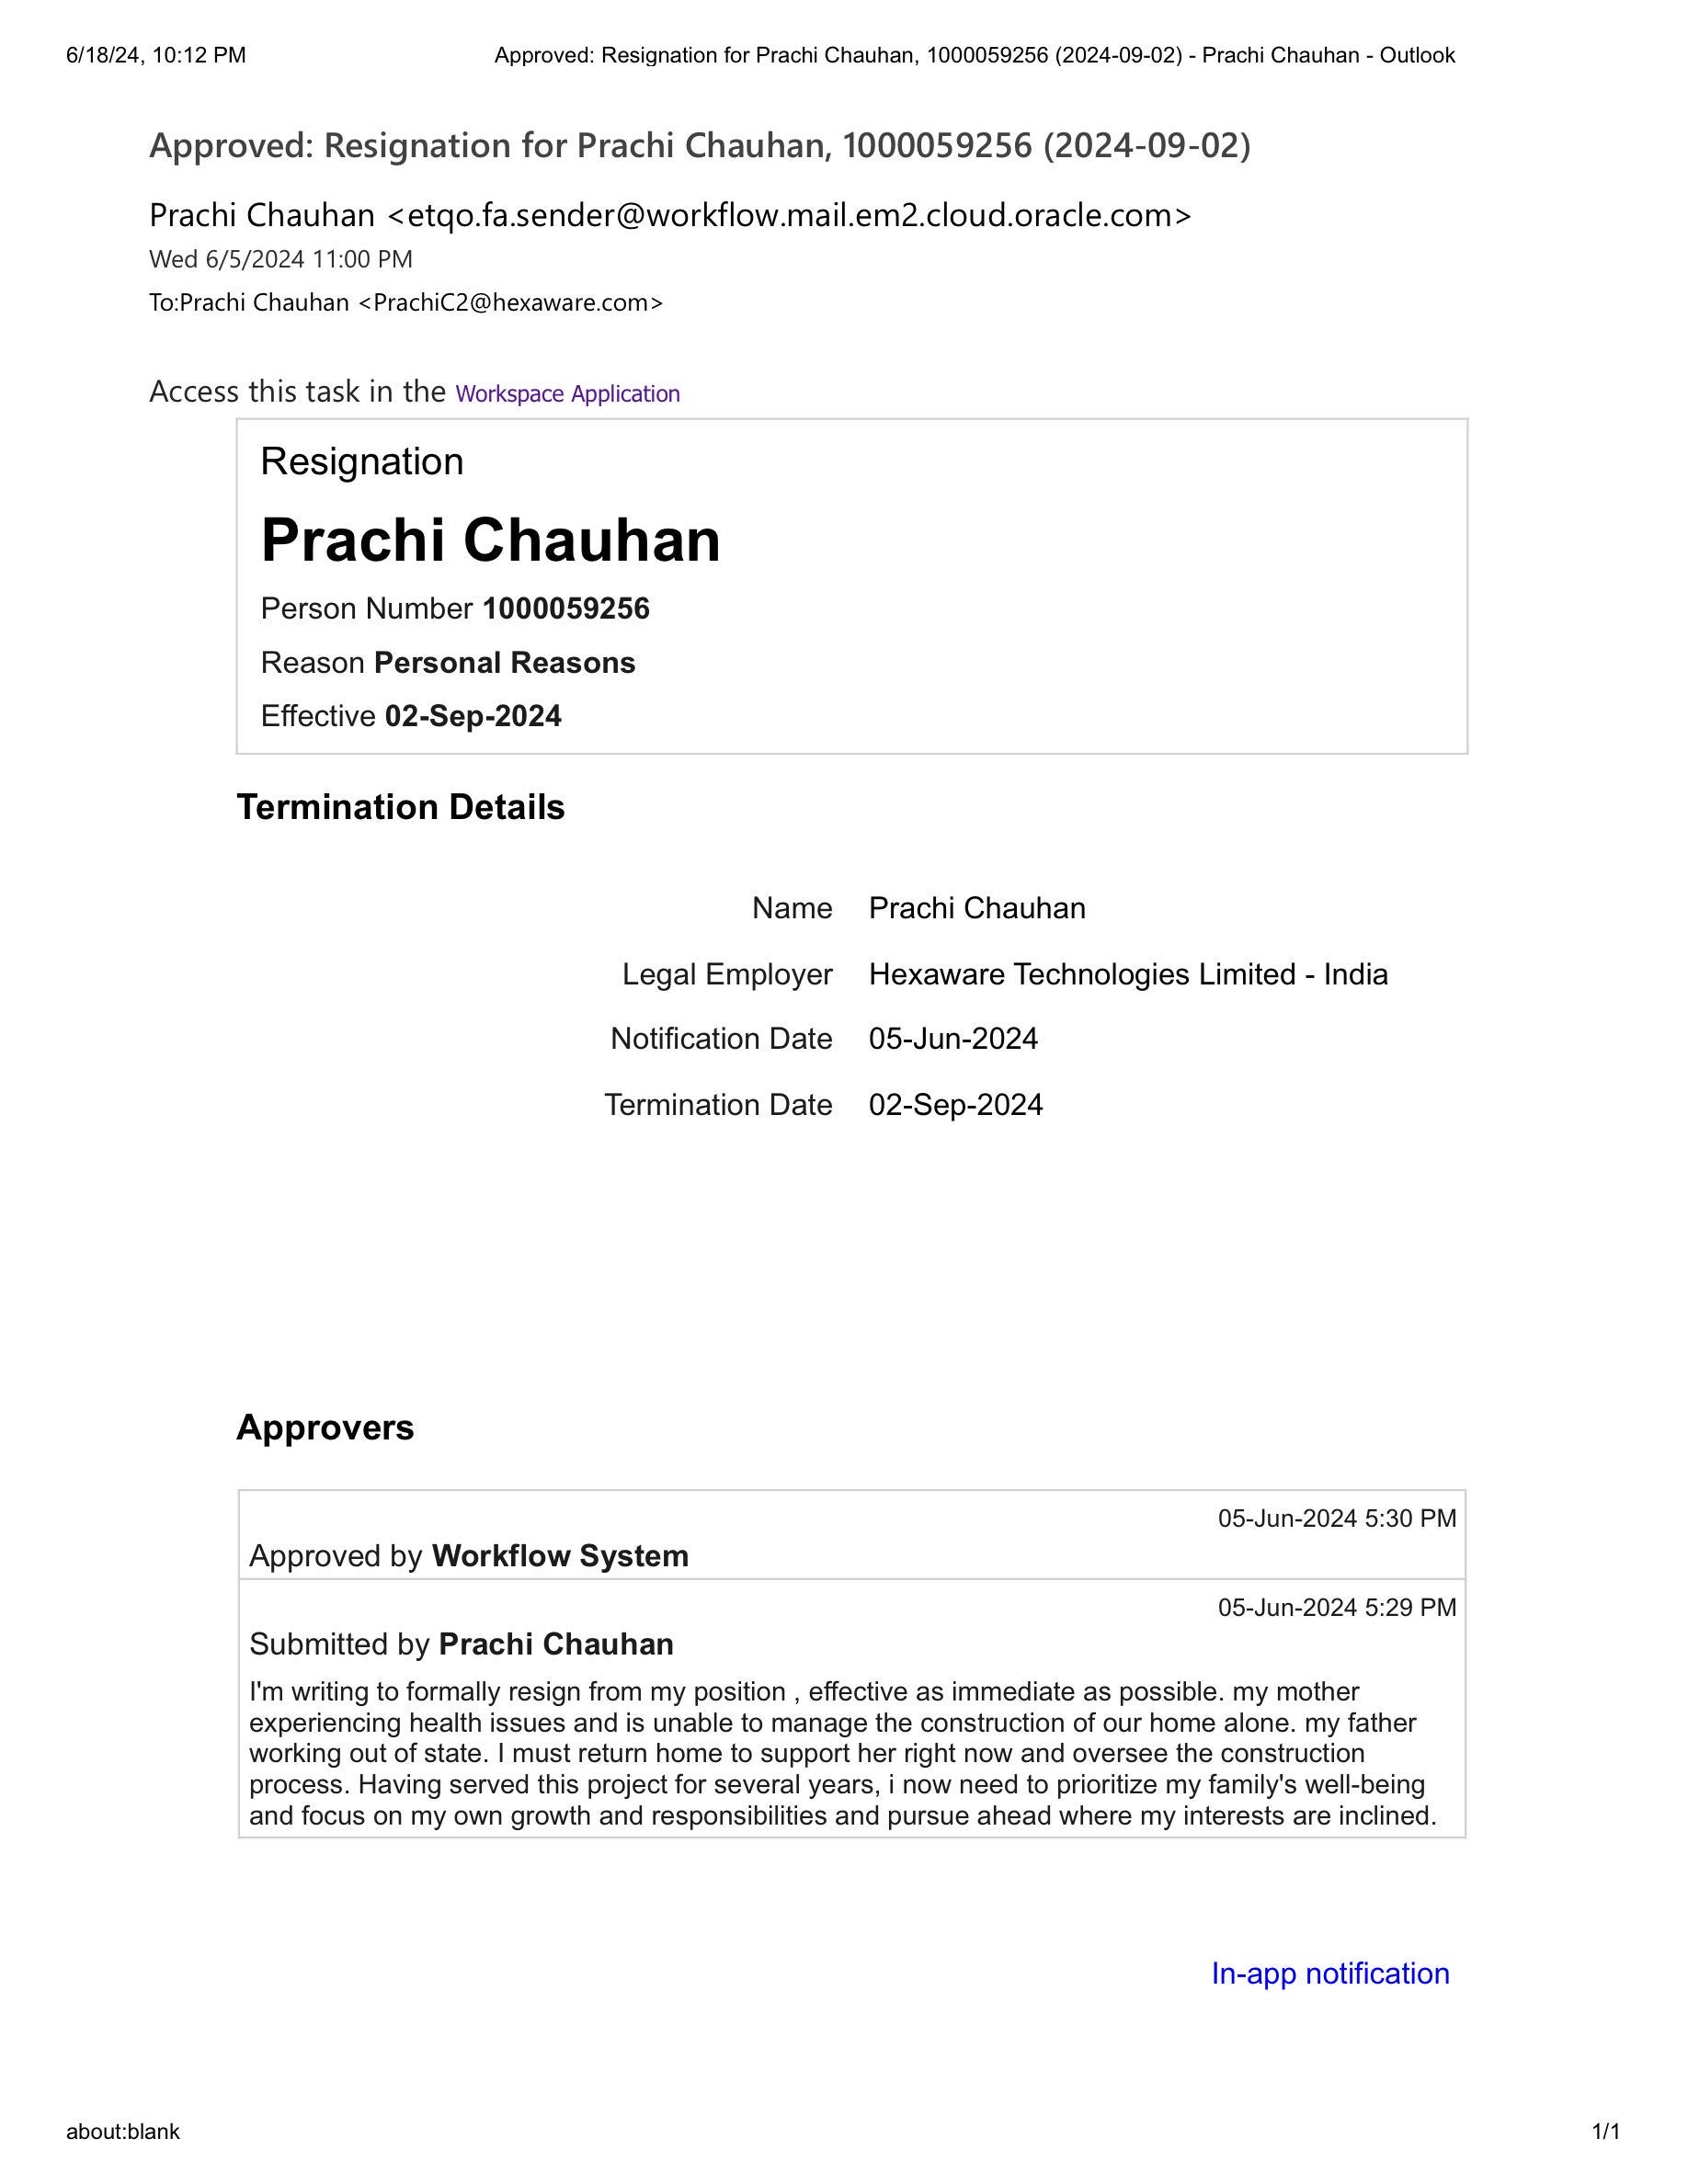 6/18/24, 10:12 PM
Approved: Resignation for Prachi Chauhan, 1000059256 (2024-09-02) - Prachi Chauhan - Outlook
Approved: Resignation for Prachi Chauhan, 1000059256 (2024-09-02)
Prachi Chauhan <etqo.fa.sender@workflow.mail.em2.cloud.oracle.com>
Wed 6/5/2024 11:00 PM
To:Prachi Chauhan <PrachiC2@hexaware.com>
Access this task in the Workspace Application
Resignation
Prachi Chauhan
Person Number 1000059256
Reason Personal Reasons
Effective 02-Sep-2024
Termination Details
Name Prachi Chauhan
Legal Employer Hexaware Technologies Limited - India
Notification Date 05-Jun-2024
Termination Date 02-Sep-2024
Approvers
05-Jun-2024 5:30 PM
Approved by Workflow System
05-Jun-2024 5:29 PM
Submitted by Prachi Chauhan
I'm writing to formally resign from my position , effective as immediate as possible. my mother
experiencing health issues and is unable to manage the construction of our home alone. my father
working out of state. I must return home to support her right now and oversee the construction
process. Having served this project for several years, i now need to prioritize my family's well-being
and focus on my own growth and responsibilities and pursue ahead where my interests are inclined.
In-app notification
about:blank
1/1